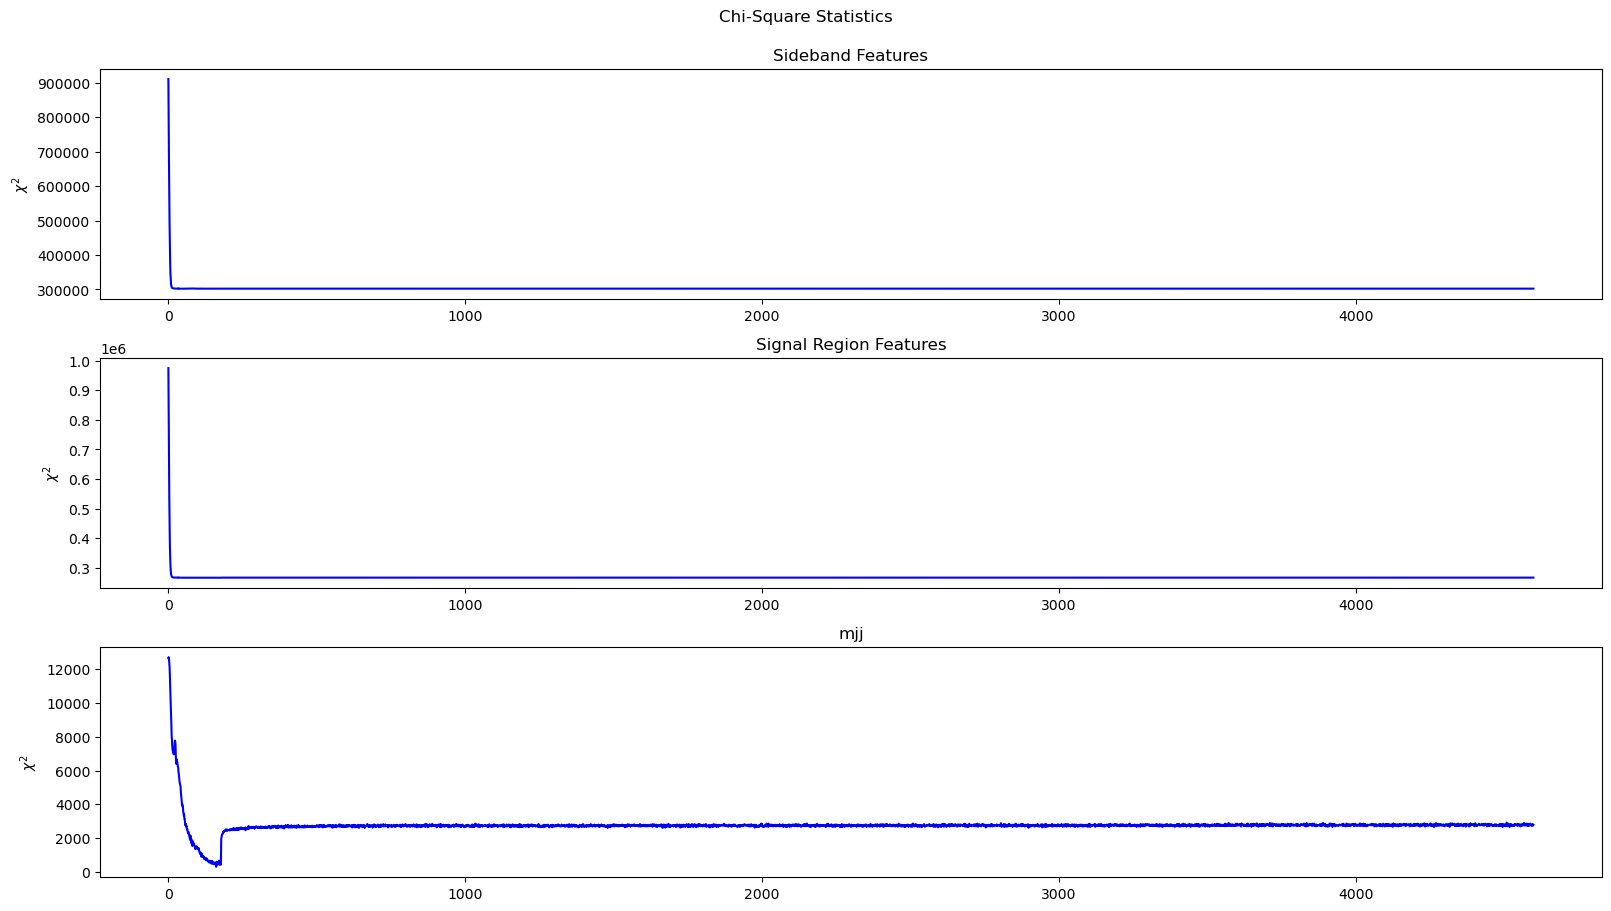 Chi-Square Statistics
Sideband Features
900000
800000
700000
600000
500000
400000
300000
χ²
0 1000 2000 3000 4000
Signal Region Features
1e6
1.0
0.9
0.8
0.7
0.6
0.5
0.4
0.3
χ²
0 1000 2000 3000 4000
mjj
12000
10000
8000
6000
4000
2000
0
χ²
0 1000 2000 3000 4000